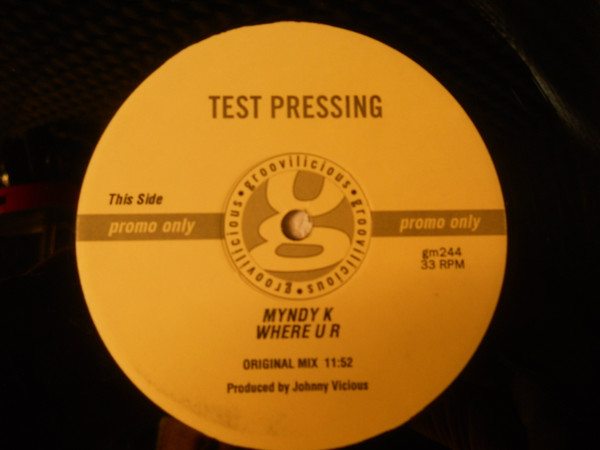 TEST PRESSING
This Side
promo only
promo only
groovilicious • groovilicious • groovilicious •
g
gm244
33 RPM
MYNDY K
WHERE U R
ORIGINAL MIX 11:52
Produced by Johnny Vicious